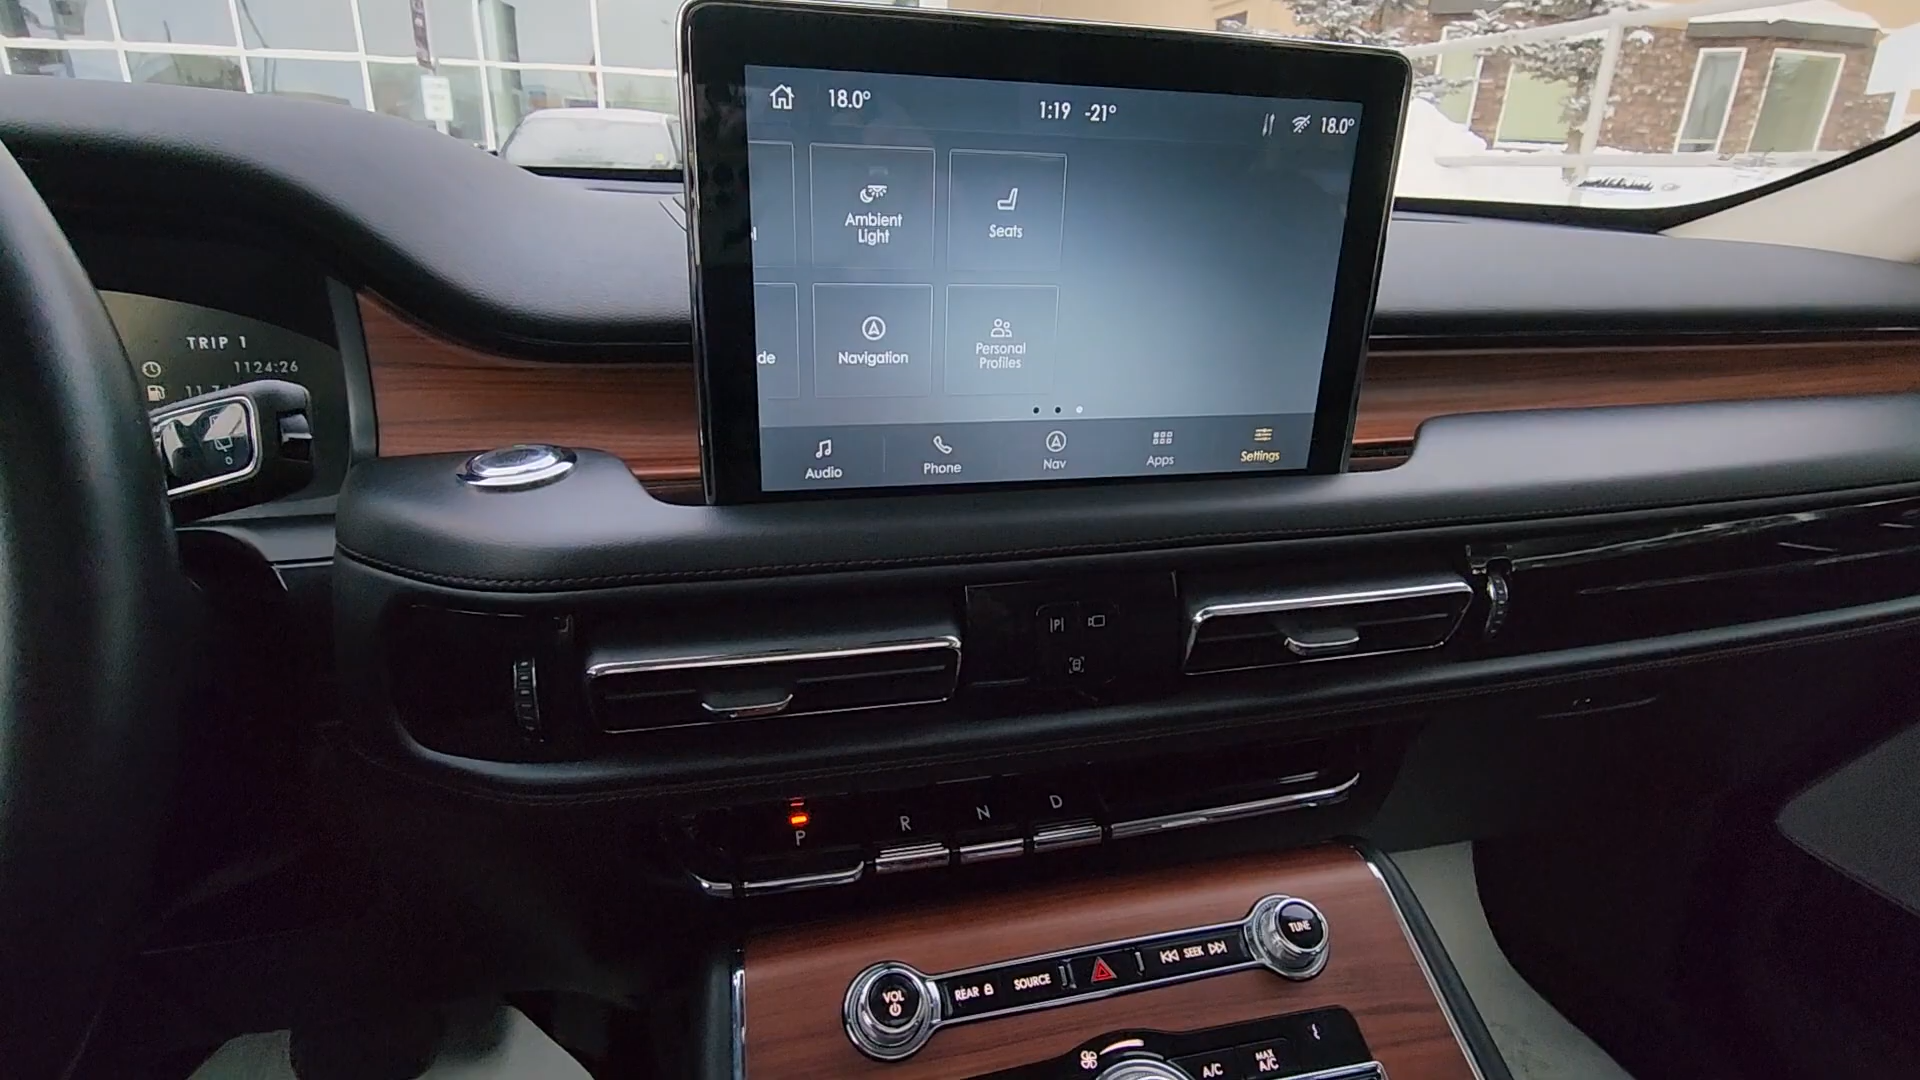 18.0°
1:19 -21°
18.0°
Ambient
Light
Seats
de
Navigation
Personal
Profiles
Audio
Phone
Nav
Apps
Settings
TRIP 1
1124:26
P
R
N
D
VOL
REAR
SOURCE
SEEK
TUNE
A/C
MAX
A/C